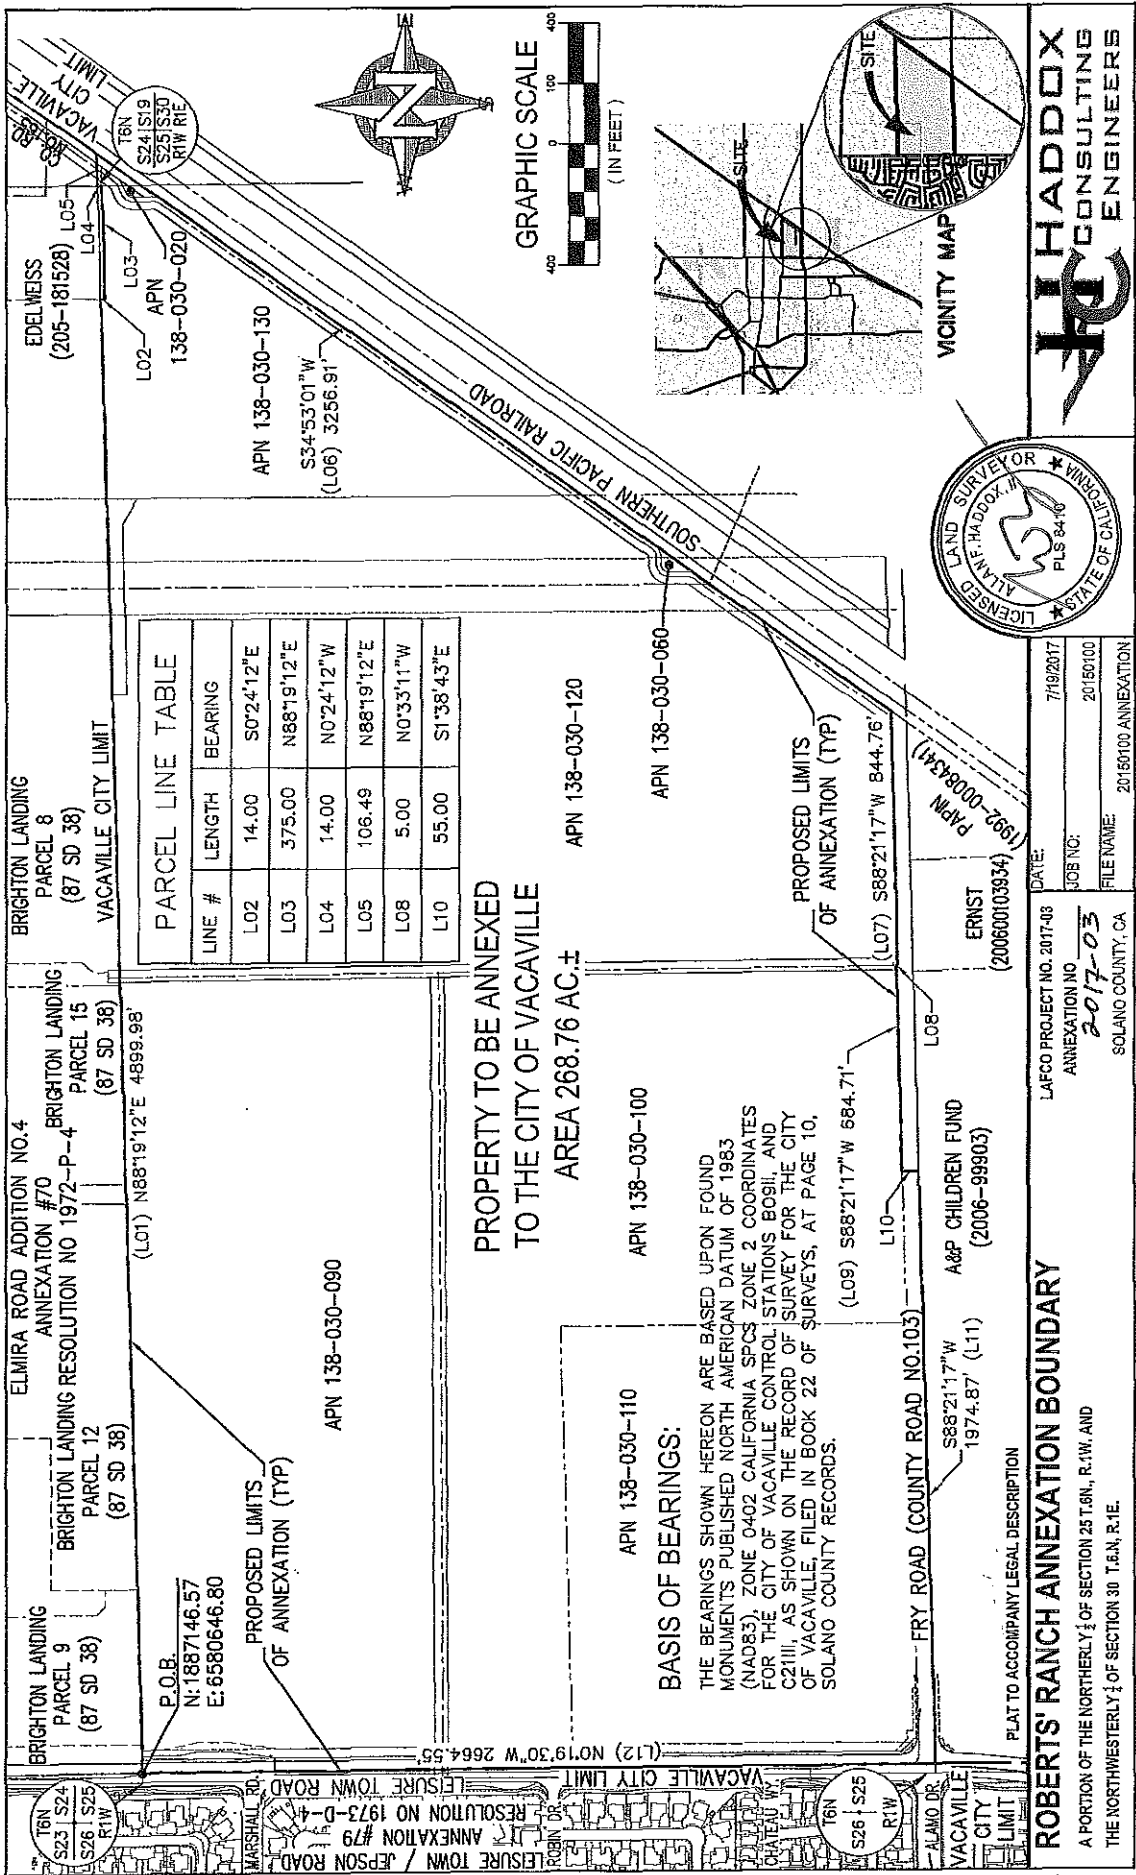 BRIGHTON LANDING
PARCEL 9
(87 SD 38)
ELMIRA ROAD ADDITION NO.4
ANNEXATION #70
BRIGHTON LANDING RESOLUTION NO 1972-P-4
PARCEL 12
(87 SD 38)
BRIGHTON LANDING
PARCEL 15
(87 SD 38)
BRIGHTON LANDING
PARCEL 8
(87 SD 38)
VACAVILLE CITY LIMIT
EDELWEISS
(205-181528)
L02
L03
L04
L05
APN
138-030-020
VACAVILLE
CITY
LIMIT
T6N
S24 S19
S25 S30
R1W R1E
T6N
S23 S24
S26 S25
R1W
P.O.B.
N:1887146.57
E:6580646.80
PROPOSED LIMITS
OF ANNEXATION (TYP)
(L01) N88°19'12"E 4899.98'
APN 138-030-090
APN 138-030-130
S34°53'01"W
(L06) 3256.91'
SOUTHERN PACIFIC RAILROAD
PARCEL LINE TABLE
LINE # LENGTH BEARING
L02 14.00 S0°24'12"E
L03 375.00 N88°19'12"E
L04 14.00 N0°24'12"W
L05 106.49 N88°19'12"E
L08 5.00 N0°33'11"W
L10 55.00 S1°38'43"E
PROPERTY TO BE ANNEXED
TO THE CITY OF VACAVILLE
AREA 268.76 AC.±
N
GRAPHIC SCALE
400 0 100 400
( IN FEET )
MARSHALL RD.
LEISURE TOWN ROAD
LEISURE TOWN / JEPSON ROAD
ANNEXATION #79
RESOLUTION NO 1973-D-4
ROBIN DR.
VACAVILLE CITY LIMIT
(L12) N0°19'30"W 2664.55'
CHATEAU WY
APN 138-030-110
APN 138-030-100
APN 138-030-120
APN 138-030-060
BASIS OF BEARINGS:
THE BEARINGS SHOWN HEREON ARE BASED UPON FOUND
MONUMENTS PUBLISHED NORTH AMERICAN DATUM OF 1983
(NAD83), ZONE 0402 CALIFORNIA SPCS ZONE 2 COORDINATES
FOR THE CITY OF VACAVILLE CONTROL STATIONS BO9II, AND
C21III, AS SHOWN ON THE RECORD OF SURVEY FOR THE CITY
OF VACAVILLE, FILED IN BOOK 22 OF SURVEYS, AT PAGE 10,
SOLANO COUNTY RECORDS.
PROPOSED LIMITS
OF ANNEXATION (TYP)
(L07) S88°21'17"W 844.76'
(L09) S88°21'17"W 684.71'
L10
L08
T6N
S26 S25
R1W
ALAMO DR.
VACAVILLE
CITY
LIMIT
FRY ROAD (COUNTY ROAD NO.103)
S88°21'17"W
1974.87' (L11)
A&P CHILDREN FUND
(2006-99903)
ERNST
(200600103934)
PAPIN
(1992-00084341)
SITE
SITE
VICINITY MAP
PLAT TO ACCOMPANY LEGAL DESCRIPTION
ROBERTS' RANCH ANNEXATION BOUNDARY
A PORTION OF THE NORTHERLY ½ OF SECTION 25 T.6N., R.1W. AND
THE NORTHWESTERLY ¼ OF SECTION 30 T.6.N, R.1E.
LAFCO PROJECT NO. 2017-03
ANNEXATION NO
2017-03
SOLANO COUNTY, CA
DATE: 7/19/2017
JOB NO: 20150100
FILE NAME: 20150100 ANNEXATION
LICENSED LAND SURVEYOR
ALLAN F. HADDOX, II
PLS 8410
STATE OF CALIFORNIA
HC
HADDOX
CONSULTING
ENGINEERS